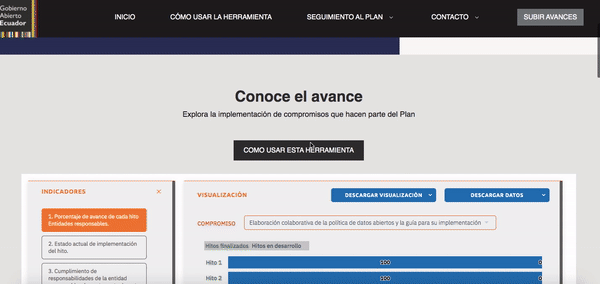 Gobierno
Abierto
Ecuador
INICIO
CÓMO USAR LA HERRAMIENTA
SEGUIMIENTO AL PLAN
CONTACTO
SUBIR AVANCES
Conoce el avance
Explora la implementación de compromisos que hacen parte del Plan
COMO USAR ESTA HERRAMIENTA
INDICADORES
1. Porcentaje de avance de cada hito
Entidades responsables.
2. Estado actual de implementación
del hito.
3. Cumplimiento de
responsabilidades de la entidad
VISUALIZACIÓN
DESCARGAR VISUALIZACIÓN
DESCARGAR DATOS
COMPROMISO
Elaboración colaborativa de la política de datos abiertos y la guía para su implementación
Hitos finalizados Hitos en desarrollo
Hito 1 100 0
Hito 2 100 0